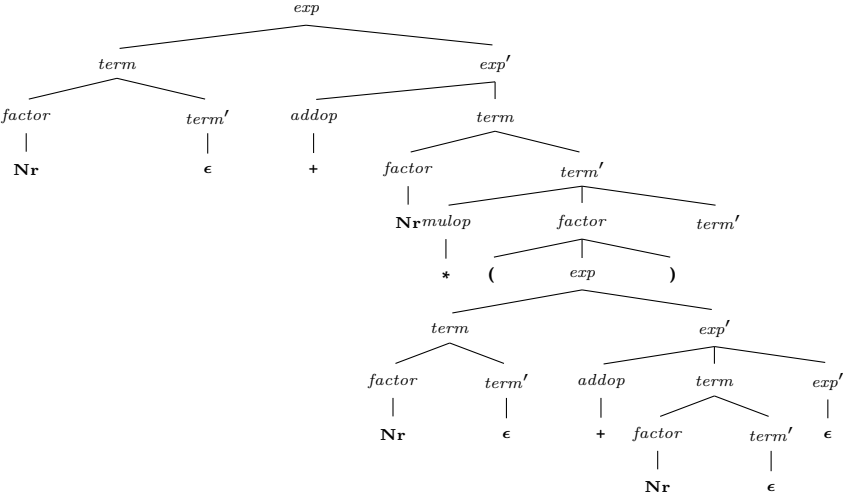 exp
term exp′
factor term′ addop term
Nr ϵ + factor term′
Nr mulop factor term′
* ( exp )
term exp′
factor term′ addop term exp′
Nr ϵ + factor term′ ϵ
Nr ϵ